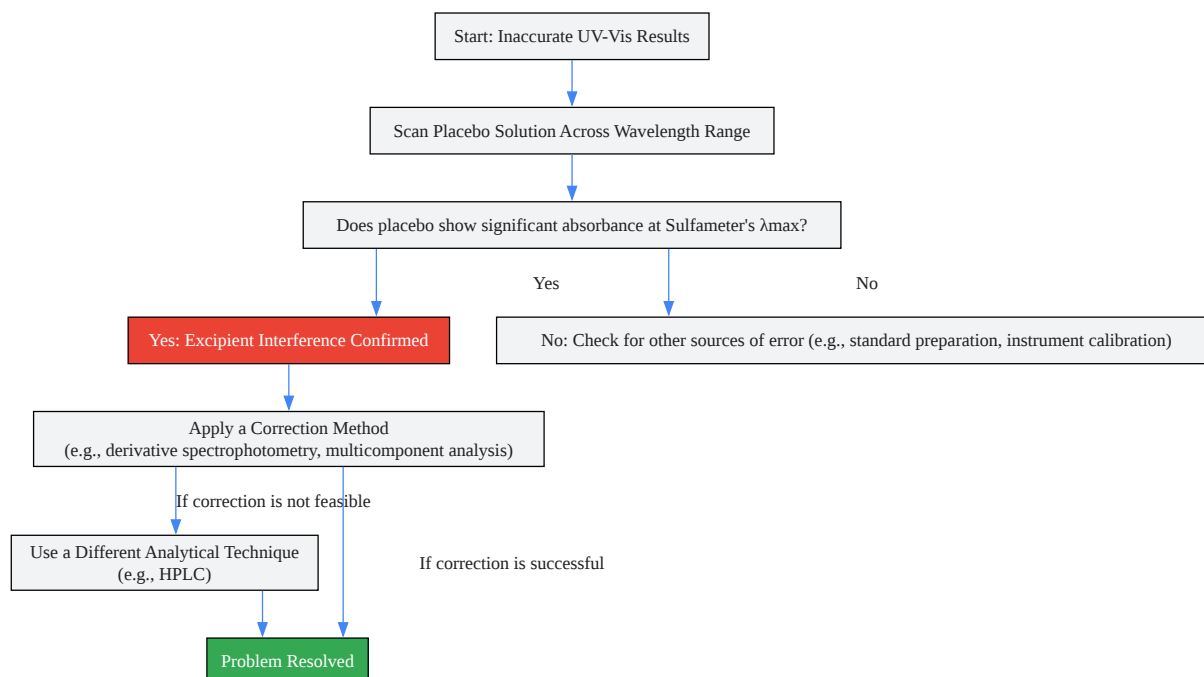 Start: Inaccurate UV-Vis Results
Scan Placebo Solution Across Wavelength Range
Does placebo show significant absorbance at Sulfameter's λmax?
Yes
No
Yes: Excipient Interference Confirmed
No: Check for other sources of error (e.g., standard preparation, instrument calibration)
Apply a Correction Method
(e.g., derivative spectrophotometry, multicomponent analysis)
If correction is not feasible
Use a Different Analytical Technique
(e.g., HPLC)
If correction is successful
Problem Resolved